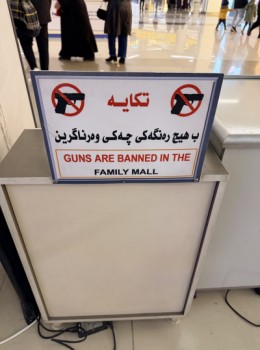 تکایە
ب هیچ رەنگەکی چەکی وەرناگرین
GUNS ARE BANNED IN THE
FAMILY MALL